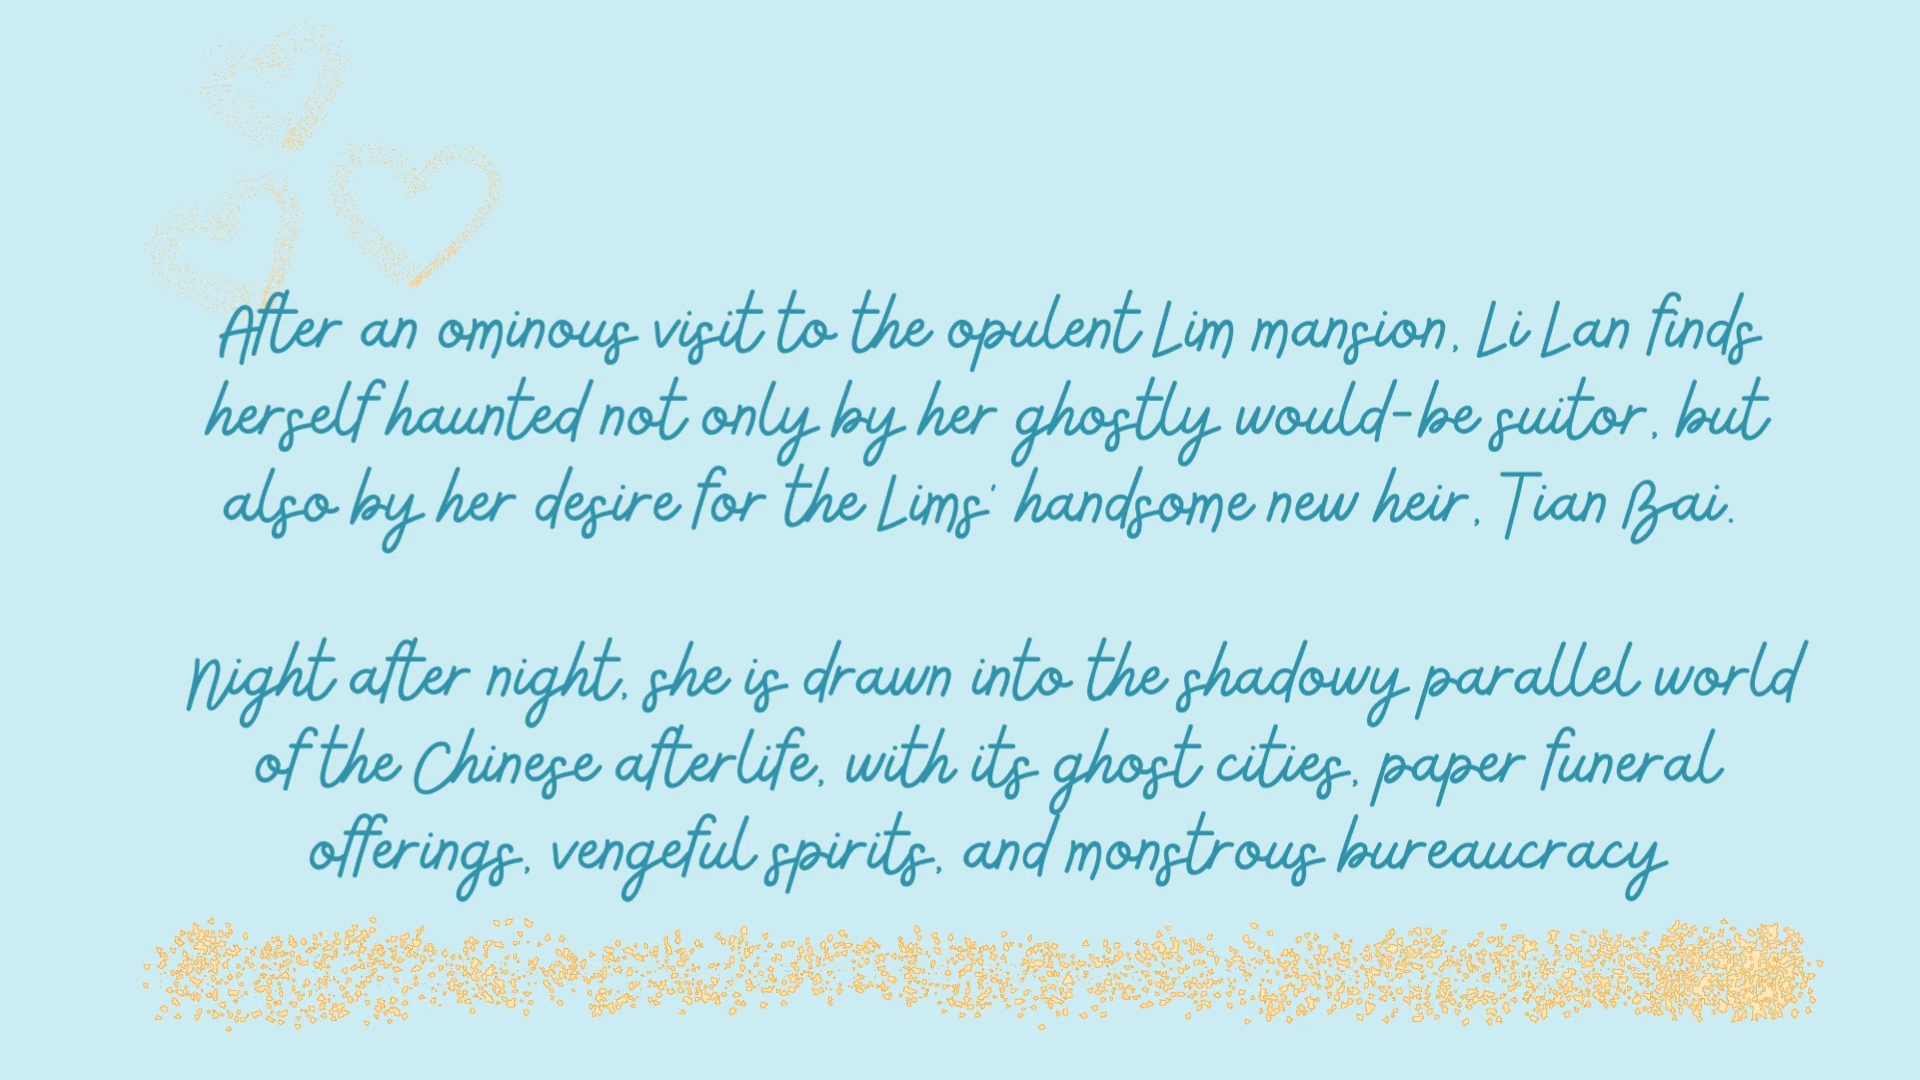 After an ominous visit to the opulent Lim mansion, Li Lan finds
herself haunted not only by her ghostly would-be suitor, but
also by her desire for the Lims' handsome new heir, Tian Bai.
Night after night, she is drawn into the shadowy parallel world
of the Chinese afterlife, with its ghost cities, paper funeral
offerings, vengeful spirits, and monstrous bureaucracy